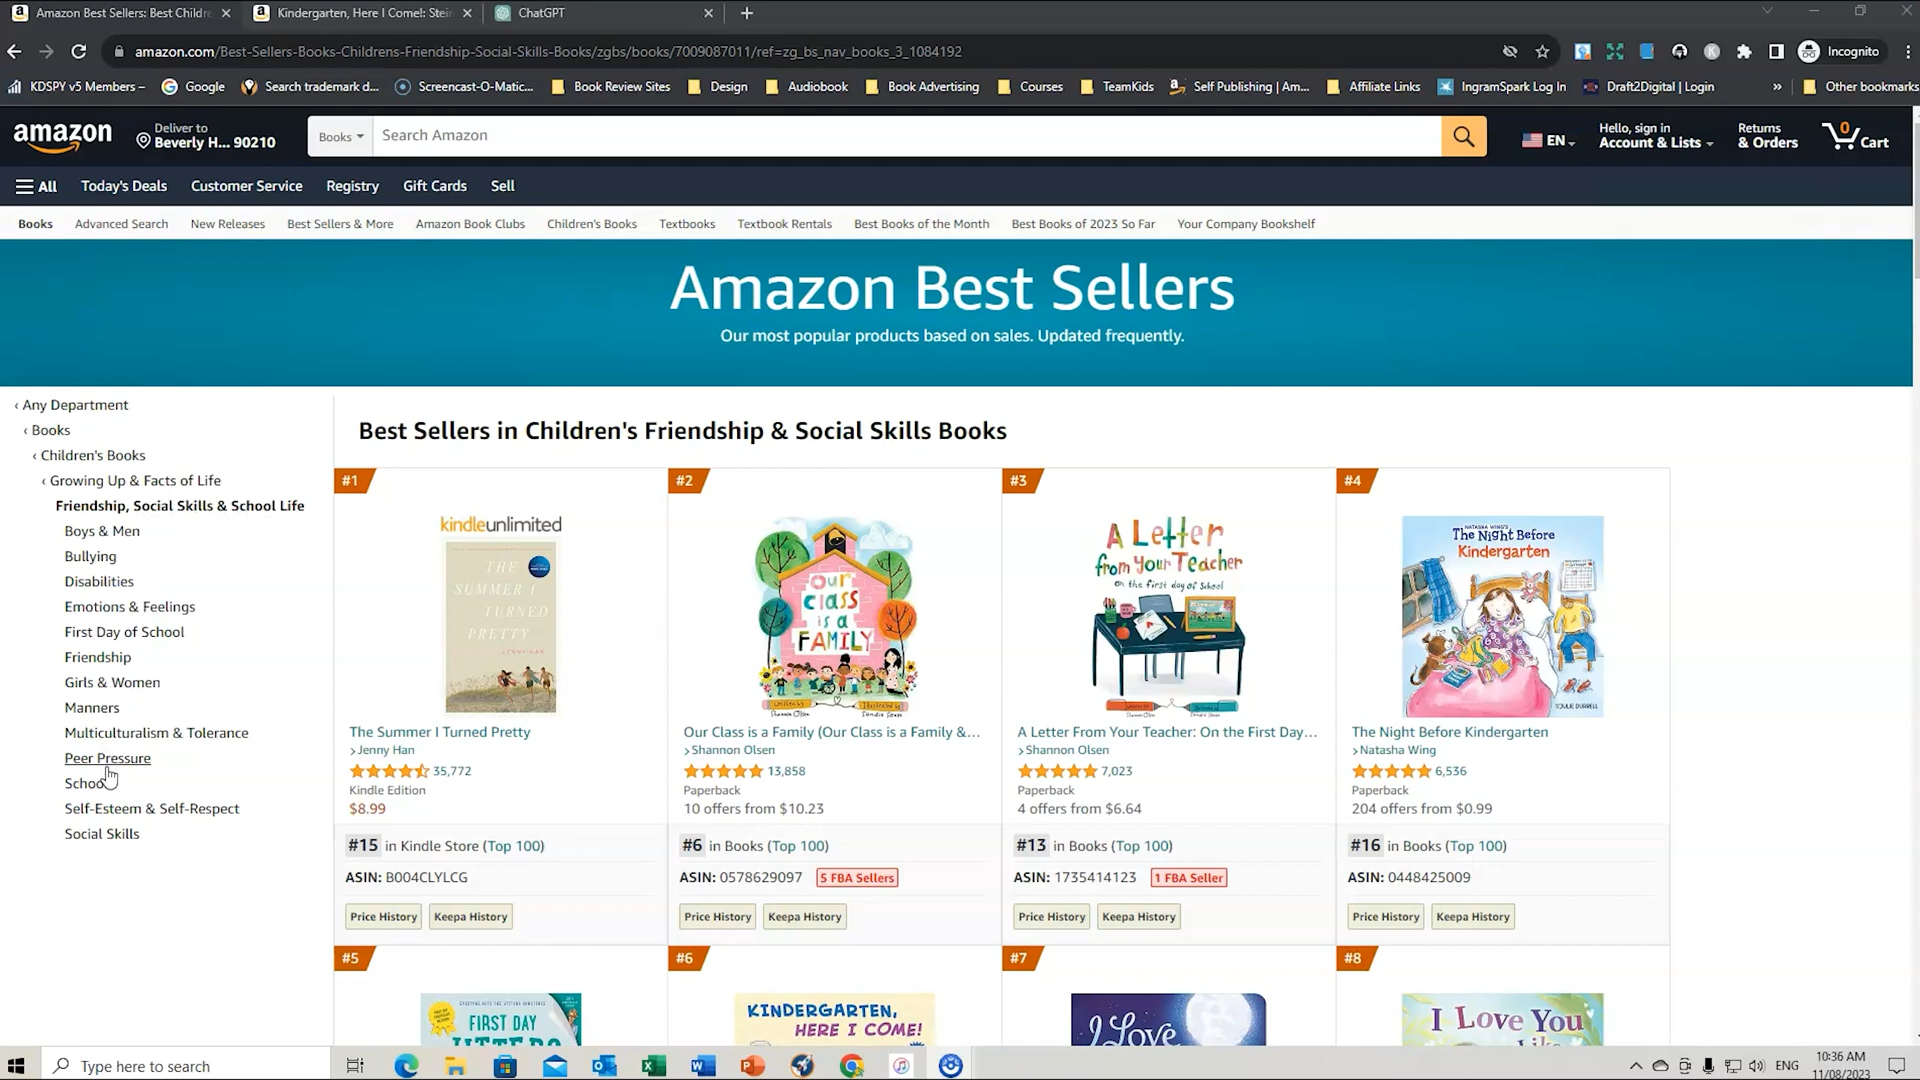 Amazon Best Sellers: Best Childre
Kindergarten, Here I Come!: Stein
ChatGPT
amazon.com/Best-Sellers-Books-Childrens-Friendship-Social-Skills-Books/zgbs/books/7009087011/ref=zg_bs_nav_books_3_1084192
Incognito
KDSPY v5 Members –
Google
Search trademark d...
Screencast-O-Matic...
Book Review Sites
Design
Audiobook
Book Advertising
Courses
TeamKids
Self Publishing | Am...
Affiliate Links
IngramSpark Log In
Draft2Digital | Login
»
Other bookmarks
amazon
Deliver to
Beverly H... 90210
Books
Search Amazon
EN
Hello, sign in
Account & Lists
Returns
& Orders
0
Cart
All
Today's Deals
Customer Service
Registry
Gift Cards
Sell
Books
Advanced Search
New Releases
Best Sellers & More
Amazon Book Clubs
Children's Books
Textbooks
Textbook Rentals
Best Books of the Month
Best Books of 2023 So Far
Your Company Bookshelf
Amazon Best Sellers
Our most popular products based on sales. Updated frequently.
‹ Any Department
‹ Books
‹ Children's Books
‹ Growing Up & Facts of Life
Friendship, Social Skills & School Life
Boys & Men
Bullying
Disabilities
Emotions & Feelings
First Day of School
Friendship
Girls & Women
Manners
Multiculturalism & Tolerance
Peer Pressure
School
Self-Esteem & Self-Respect
Social Skills
Best Sellers in Children's Friendship & Social Skills Books
#1
kindleunlimited
THE
SUMMER I
TURNED
PRETTY
The Summer I Turned Pretty
›Jenny Han
35,772
Kindle Edition
$8.99
#15 in Kindle Store (Top 100)
ASIN: B004CLYLCG
Price History
Keepa History
#2
our
class
is a
FAMILY
The Our Class is a Family (Our Class is a Family &...
›Shannon Olsen
13,858
Paperback
10 offers from $10.23
#6 in Books (Top 100)
ASIN: 0578629097
5 FBA Sellers
Price History
Keepa History
#3
A Letter
from your Teacher
on the first day of School
A Letter From Your Teacher: On the First Day...
›Shannon Olsen
7,023
Paperback
4 offers from $6.64
#13 in Books (Top 100)
ASIN: 1735414123
1 FBA Seller
Price History
Keepa History
#4
NATASHA WING'S
The Night Before
Kindergarten
The Night Before Kindergarten
›Natasha Wing
6,536
Paperback
204 offers from $0.99
#16 in Books (Top 100)
ASIN: 0448425009
Price History
Keepa History
#5
FIRST DAY
JITTERS
#6
KINDERGARTEN,
HERE I COME!
#7
I Love
#8
I Love You
Like
Type here to search
ENG
10:36 AM
11/08/2023